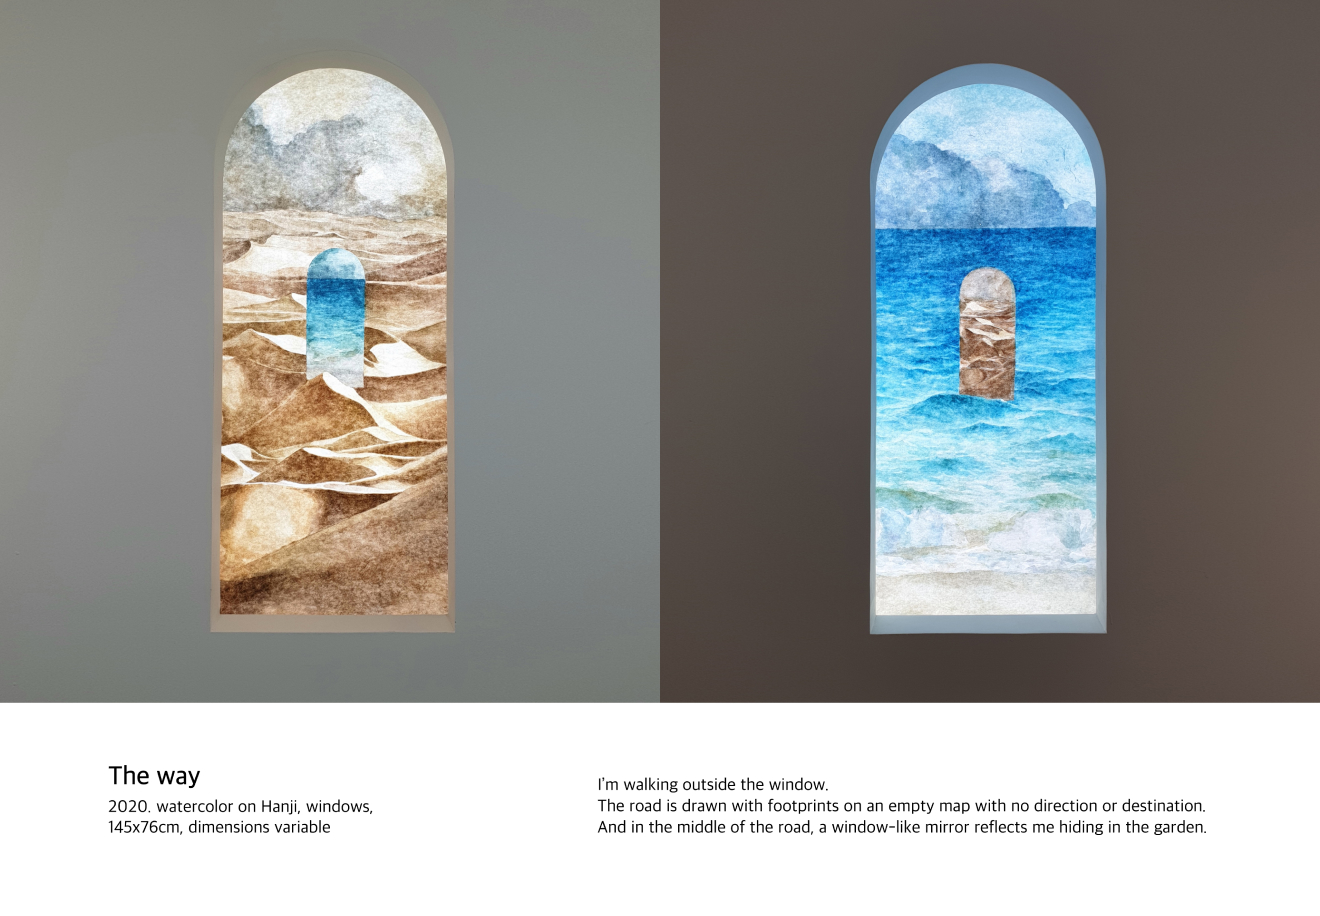 The way
2020. watercolor on Hanji, windows,
145x76cm, dimensions variable
I'm walking outside the window.
The road is drawn with footprints on an empty map with no direction or destination.
And in the middle of the road, a window-like mirror reflects me hiding in the garden.